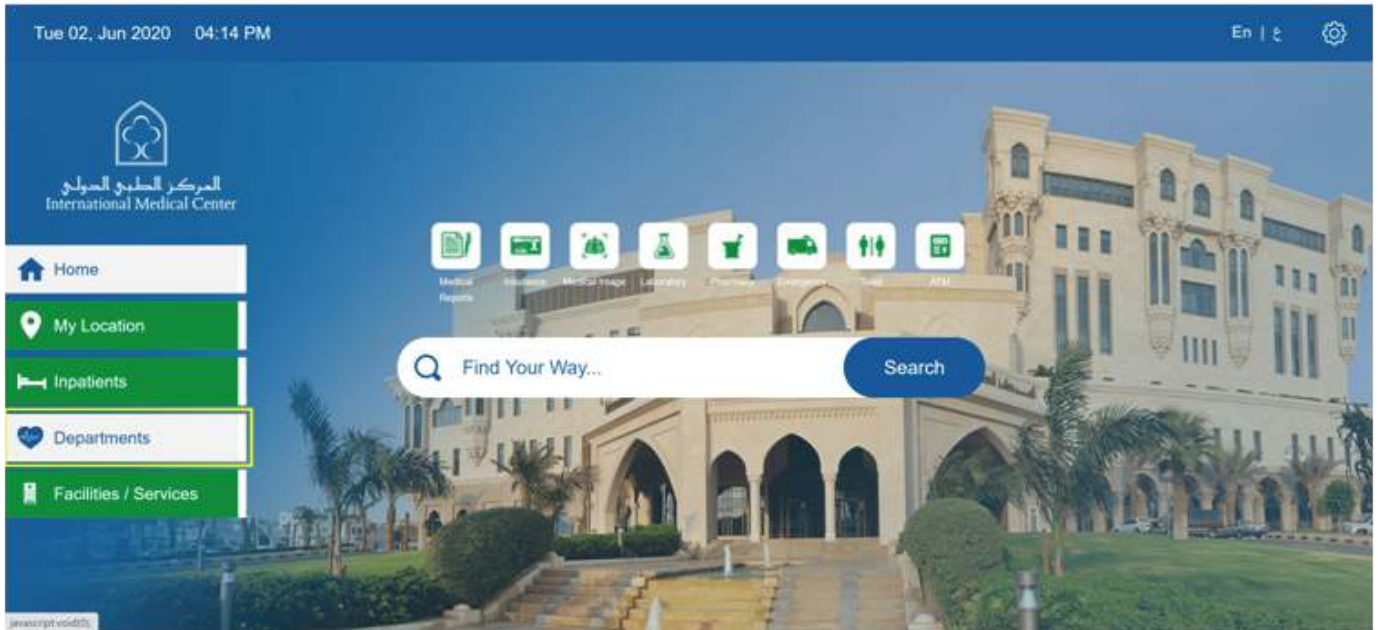 Tue 02, Jun 2020 04:14 PM
En | ع
المركز الطبي الدولي
International Medical Center
Home
My Location
Inpatients
Departments
Facilities / Services
Medical Reports
Insurance
Medical Image
Laboratory
Pharmacy
Emergency
Toilet
ATM
Find Your Way...
Search
javascript:void(0);